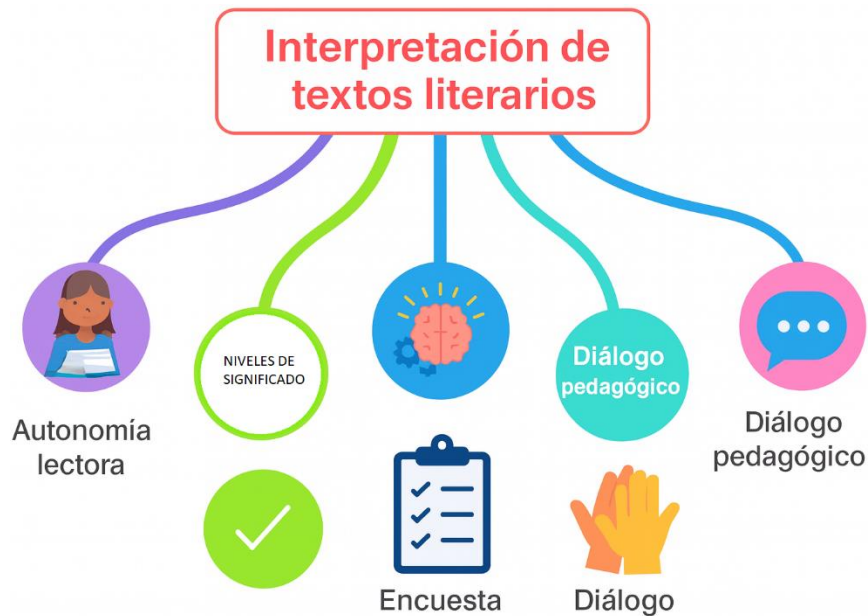 Interpretación de
textos literarios
NIVELES DE
SIGNIFICADO
Diálogo
pedagógico
Autonomía
lectora
Diálogo
pedagógico
Encuesta
Diálogo